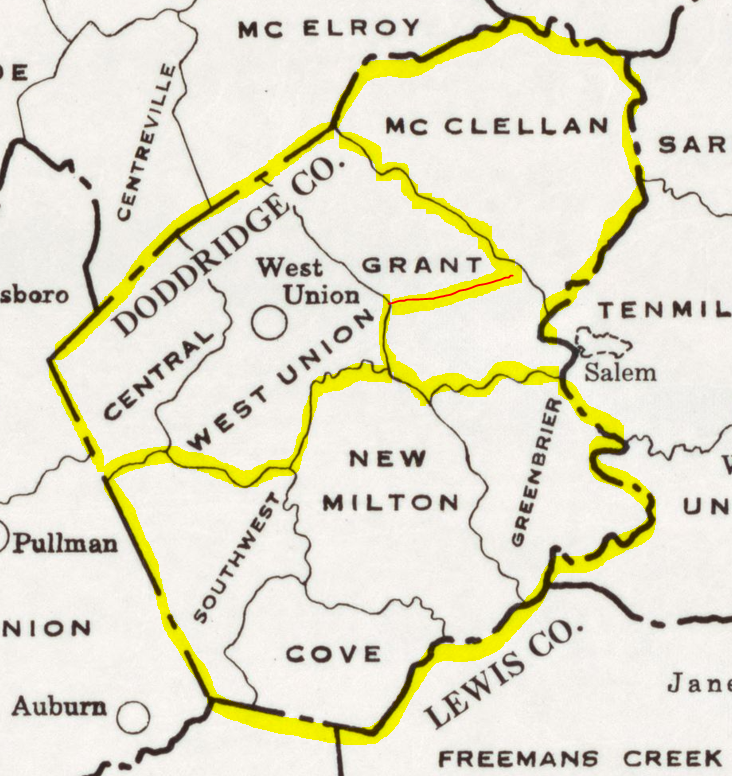 MC ELROY
DE
CENTREVILLE
MC CLELLAN
SAR
DODDRIDGE CO.
GRANT
West
Union
sboro
TENMIL
CENTRAL
WEST UNION
Salem
GREENBRIER
NEW
MILTON
UN
Pullman
SOUTHWEST
NION
COVE
LEWIS CO.
Jane
Auburn
FREEMANS CREEK